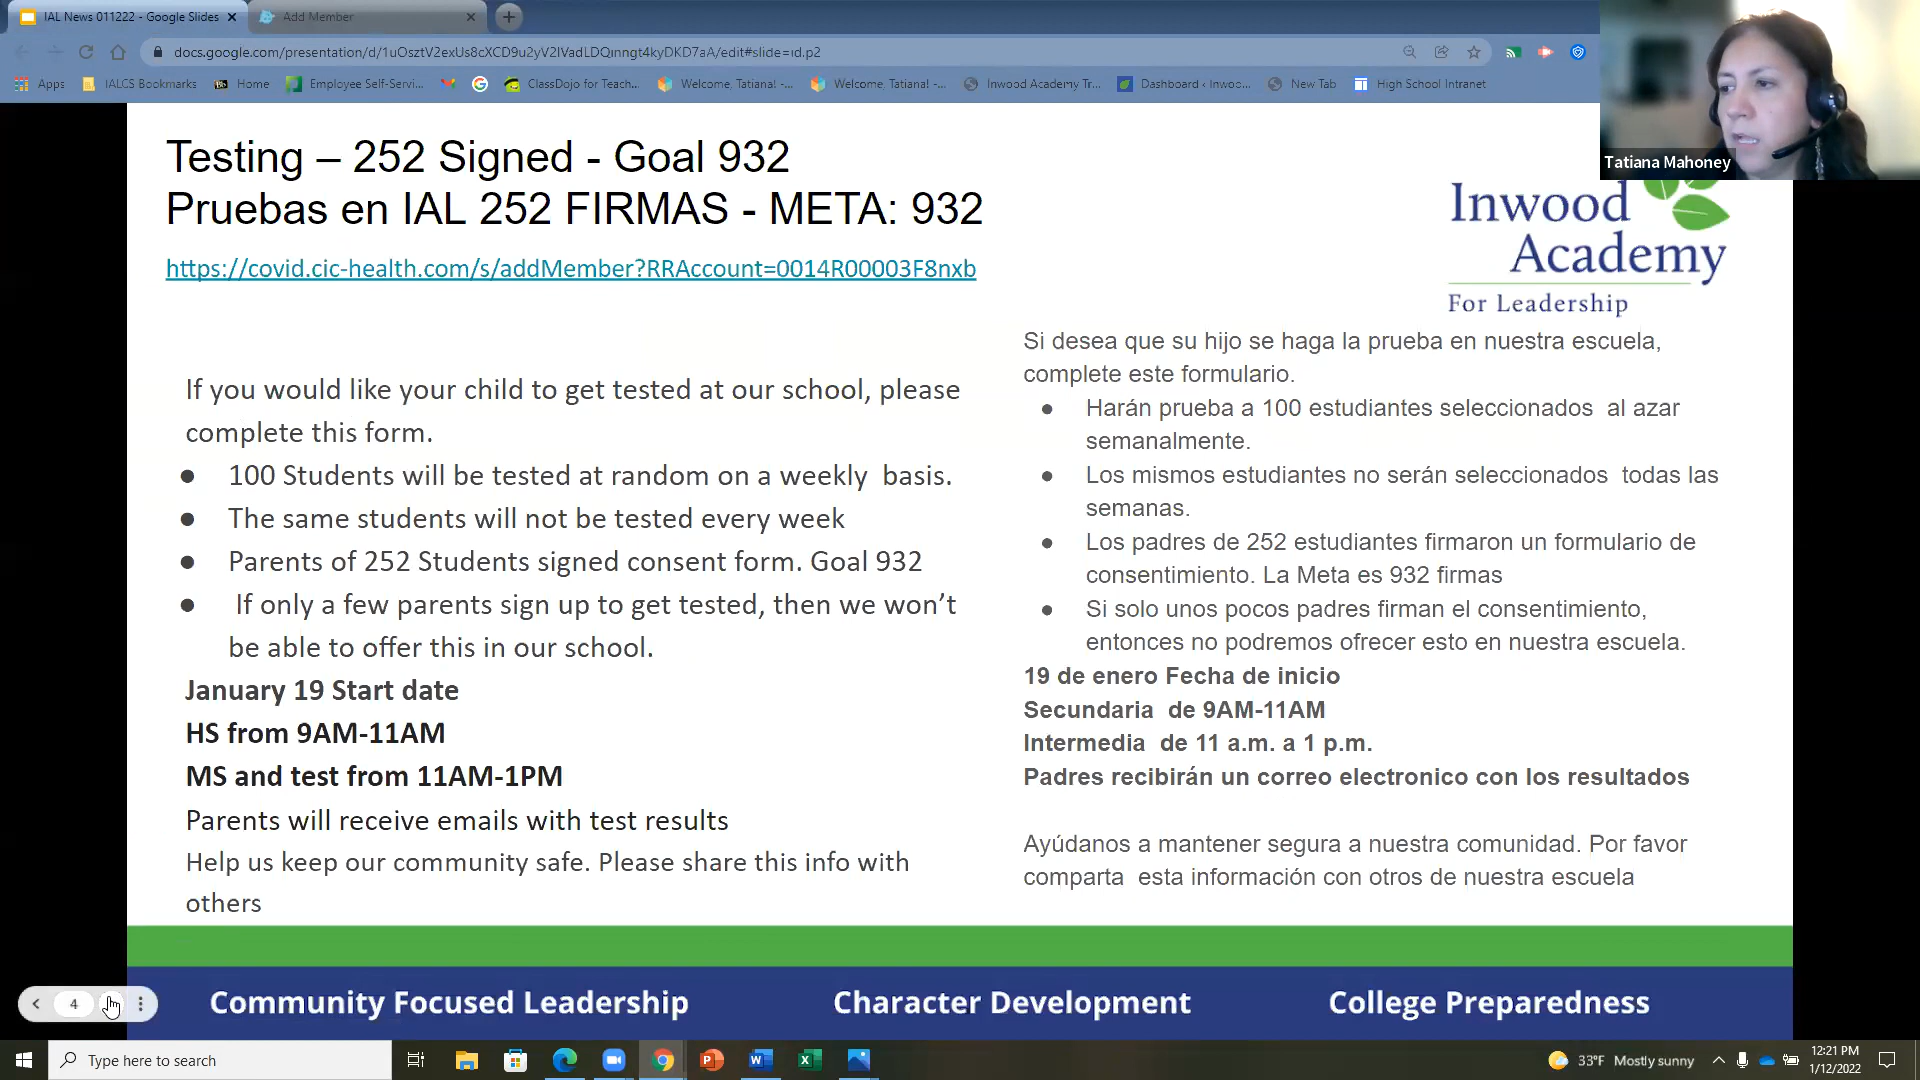 IAL News 011222 - Google Slides
Add Member
docs.google.com/presentation/d/1uOsztV2exUs8cXCD9u2yV2IVadLDQinngt4kyDKD7aA/edit#slide=id.p2
Apps
IALCS Bookmarks
Home
Employee Self-Servi...
ClassDojo for Teach...
Welcome, Tatiana! -...
Welcome, Tatiana! -...
Inwood Academy Tr...
Dashboard ‹ Inwoo...
New Tab
High School Intranet
Tatiana Mahoney
Testing – 252 Signed - Goal 932
Pruebas en IAL 252 FIRMAS - META: 932
https://covid.cic-health.com/s/addMember?RRAccount=0014R00003F8nxb
Inwood
Academy
For Leadership
If you would like your child to get tested at our school, please
complete this form.
● 100 Students will be tested at random on a weekly basis.
● The same students will not be tested every week
● Parents of 252 Students signed consent form. Goal 932
● If only a few parents sign up to get tested, then we won't
be able to offer this in our school.
January 19 Start date
HS from 9AM-11AM
MS and test from 11AM-1PM
Parents will receive emails with test results
Help us keep our community safe. Please share this info with
others
Si desea que su hijo se haga la prueba en nuestra escuela,
complete este formulario.
● Harán prueba a 100 estudiantes seleccionados al azar
semanalmente.
● Los mismos estudiantes no serán seleccionados todas las
semanas.
● Los padres de 252 estudiantes firmaron un formulario de
consentimiento. La Meta es 932 firmas
● Si solo unos pocos padres firman el consentimiento,
entonces no podremos ofrecer esto en nuestra escuela.
19 de enero Fecha de inicio
Secundaria de 9AM-11AM
Intermedia de 11 a.m. a 1 p.m.
Padres recibirán un correo electronico con los resultados
Ayúdanos a mantener segura a nuestra comunidad. Por favor
comparta esta información con otros de nuestra escuela
4
Community Focused Leadership
Character Development
College Preparedness
Type here to search
33°F Mostly sunny
12:21 PM
1/12/2022